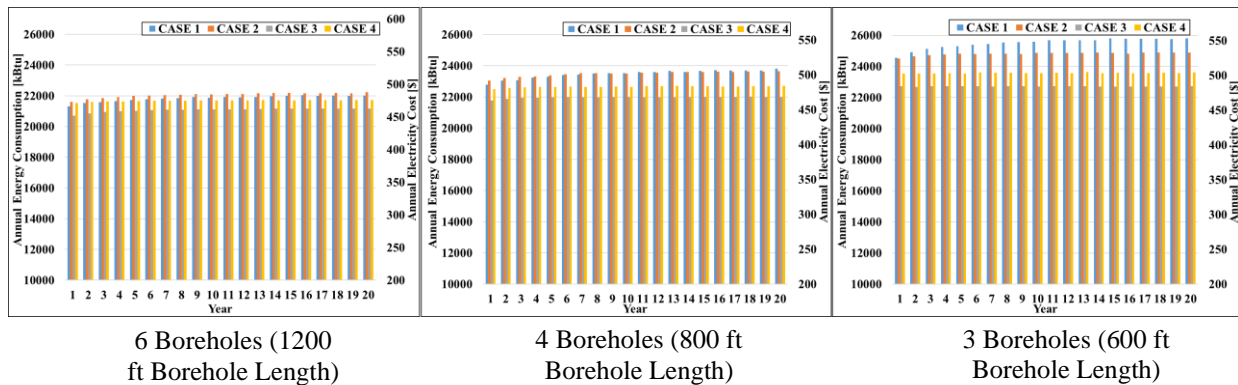 CASE 1 CASE 2 CASE 3 CASE 4
Annual Energy Consumption [kBtu]
26000
24000
22000
20000
18000
16000
14000
12000
10000
600
550
500
450
400
350
300
250
200
Annual Electricity Cost [$]
1 2 3 4 5 6 7 8 9 10 11 12 13 14 15 16 17 18 19 20
Year
CASE 1 CASE 2 CASE 3 CASE 4
Annual Energy Consumption [kBtu]
26000
24000
22000
20000
18000
16000
14000
12000
10000
550
500
450
400
350
300
250
200
Annual Electricity Cost [$]
1 2 3 4 5 6 7 8 9 10 11 12 13 14 15 16 17 18 19 20
Year
CASE 1 CASE 2 CASE 3 CASE 4
Annual Energy Consumption [kBtu]
26000
24000
22000
20000
18000
16000
14000
12000
10000
550
500
450
400
350
300
250
200
Annual Electricity Cost [$]
1 2 3 4 5 6 7 8 9 10 11 12 13 14 15 16 17 18 19 20
Year
6 Boreholes (1200
ft Borehole Length)
4 Boreholes (800 ft
Borehole Length)
3 Boreholes (600 ft
Borehole Length)